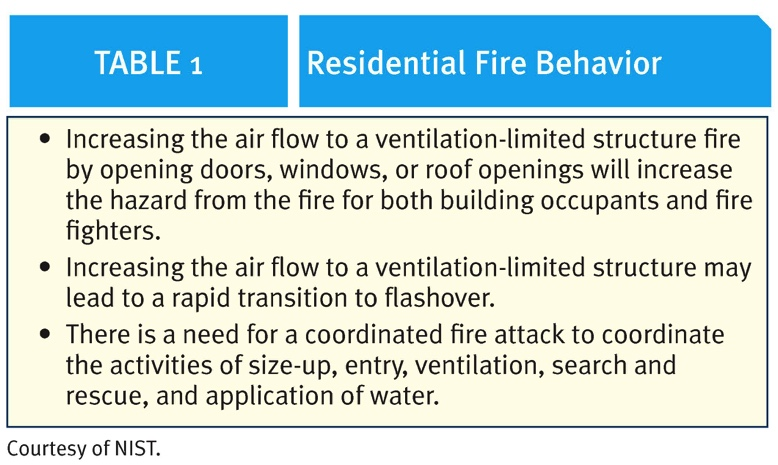 TABLE 1
Residential Fire Behavior
• Increasing the air flow to a ventilation-limited structure fire
by opening doors, windows, or roof openings will increase
the hazard from the fire for both building occupants and fire
fighters.
• Increasing the air flow to a ventilation-limited structure may
lead to a rapid transition to flashover.
• There is a need for a coordinated fire attack to coordinate
the activities of size-up, entry, ventilation, search and
rescue, and application of water.
Courtesy of NIST.